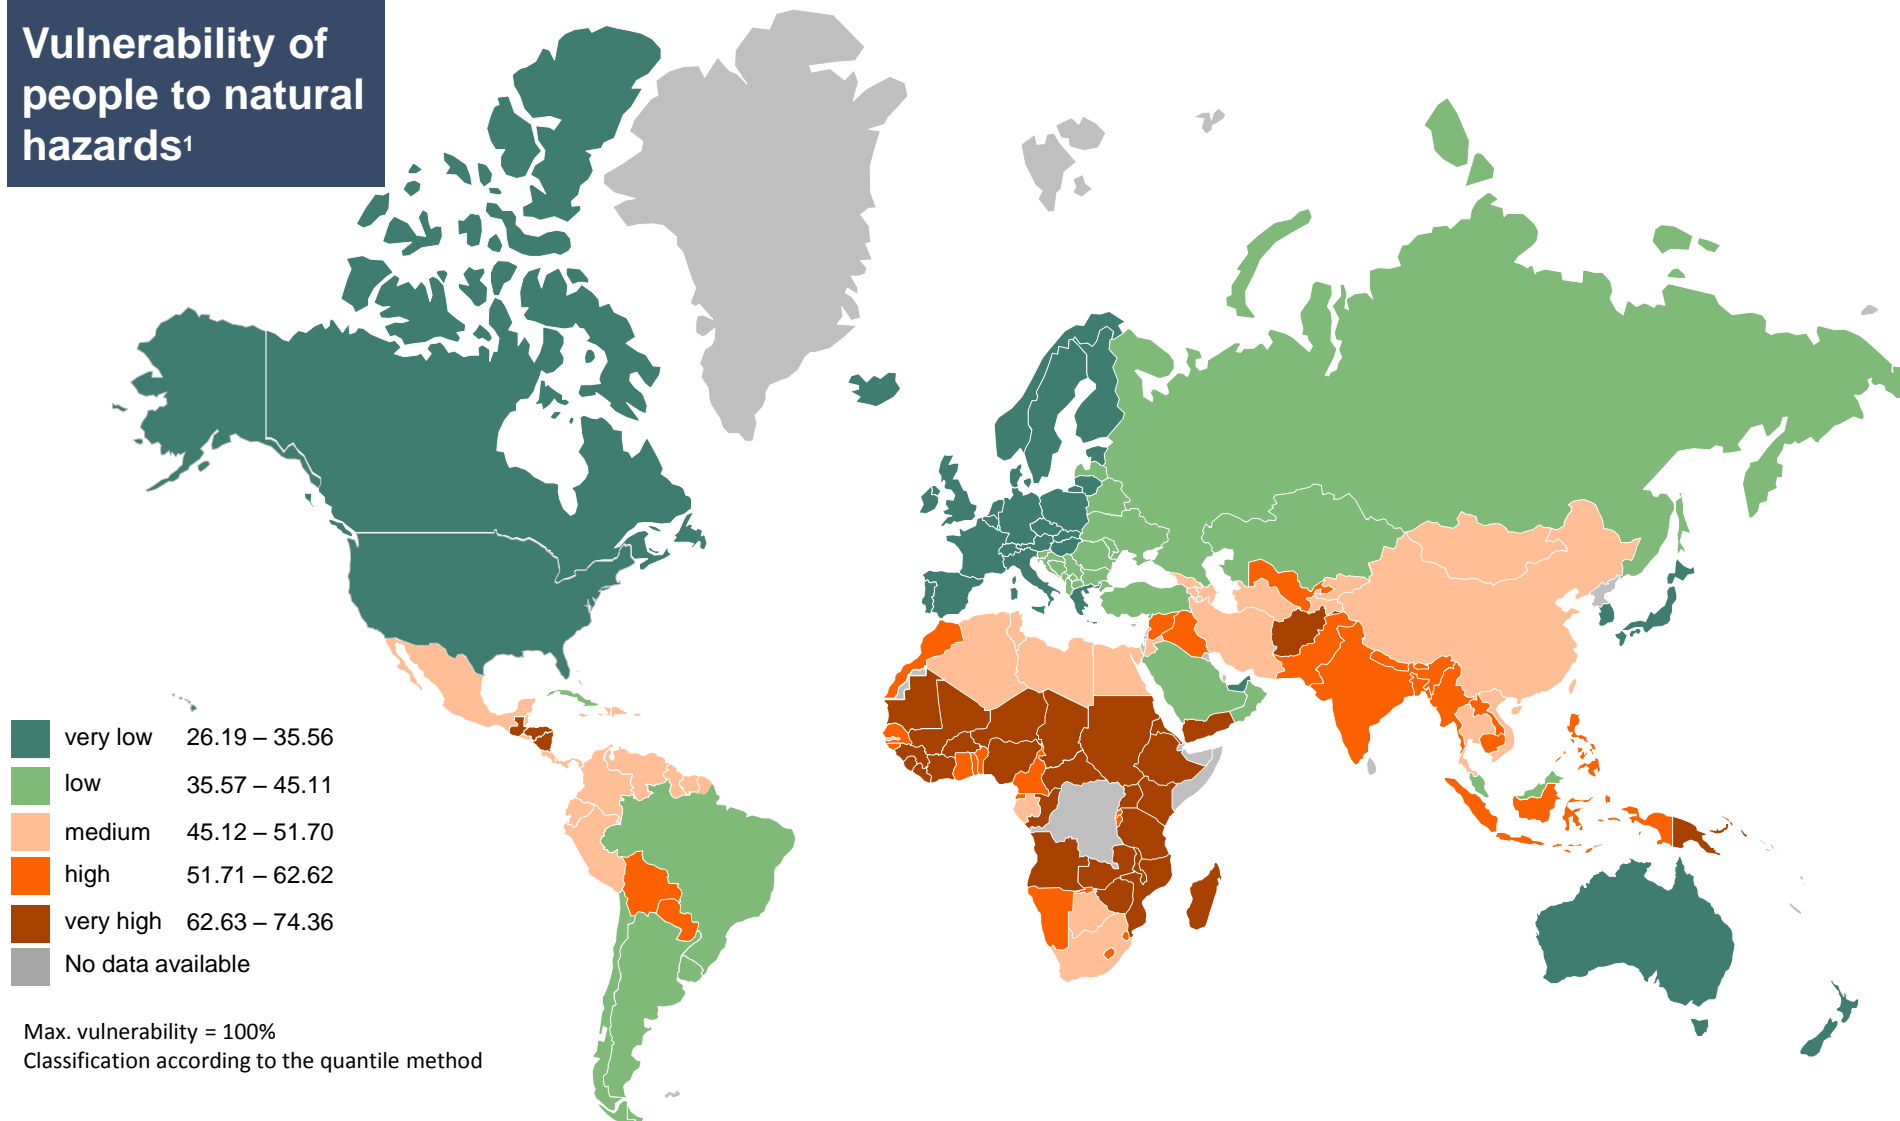 Vulnerability of
people to natural
hazards¹
very low 26.19 – 35.56
low 35.57 – 45.11
medium 45.12 – 51.70
high 51.71 – 62.62
very high 62.63 – 74.36
No data available
Max. vulnerability = 100%
Classification according to the quantile method